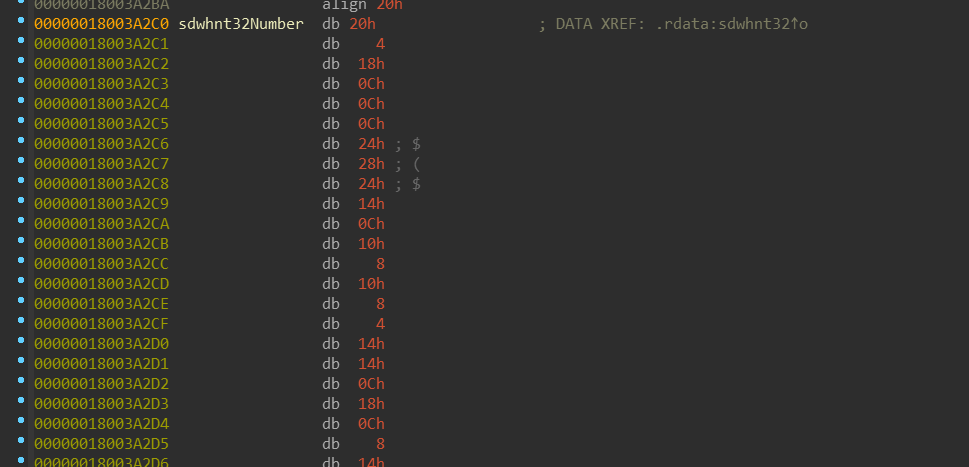 00000018003A2BA align 20h
00000018003A2C0 sdwhnt32Number db 20h ; DATA XREF: .rdata:sdwhnt32↑o
00000018003A2C1 db 4
00000018003A2C2 db 18h
00000018003A2C3 db 0Ch
00000018003A2C4 db 0Ch
00000018003A2C5 db 0Ch
00000018003A2C6 db 24h ; $
00000018003A2C7 db 28h ; (
00000018003A2C8 db 24h ; $
00000018003A2C9 db 14h
00000018003A2CA db 0Ch
00000018003A2CB db 10h
00000018003A2CC db 8
00000018003A2CD db 10h
00000018003A2CE db 8
00000018003A2CF db 4
00000018003A2D0 db 14h
00000018003A2D1 db 14h
00000018003A2D2 db 0Ch
00000018003A2D3 db 18h
00000018003A2D4 db 0Ch
00000018003A2D5 db 8
00000018003A2D6 db 14h